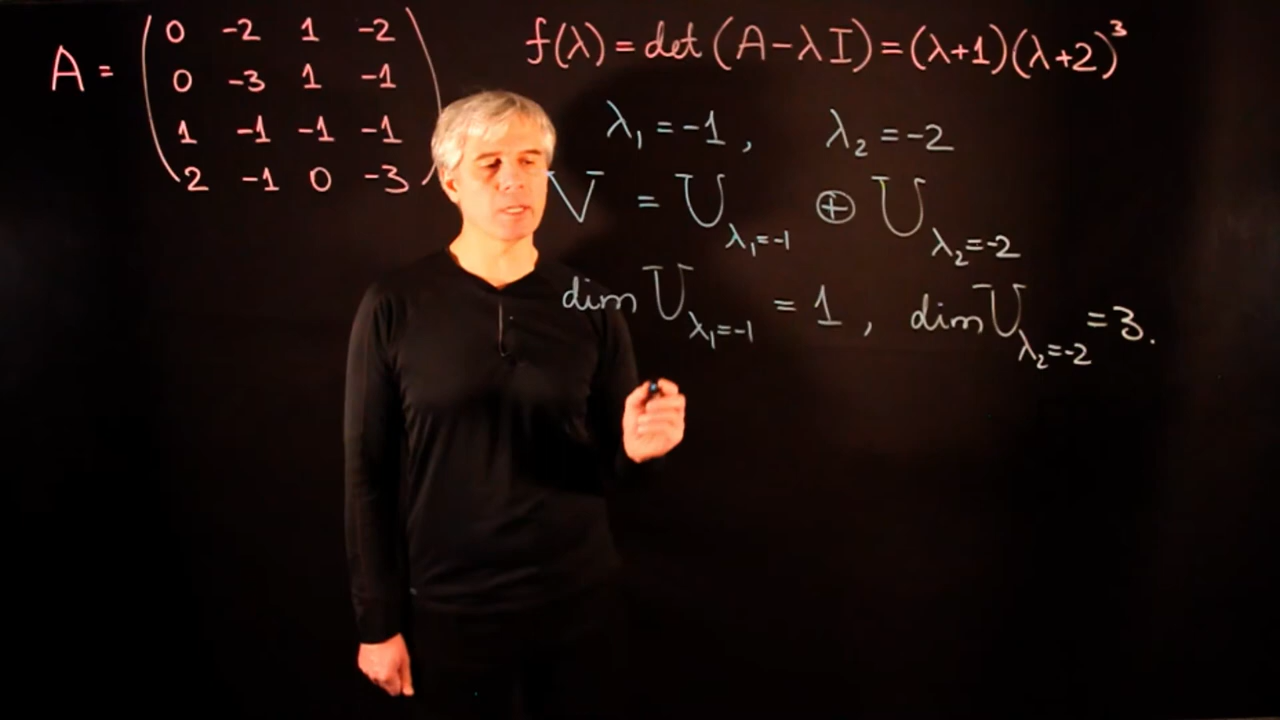 A = ( 0 -2 1 -2
0 -3 1 -1
1 -1 -1 -1
2 -1 0 -3 )
f(λ) = det (A-λI) = (λ+1)(λ+2)³
λ₁ = -1 , λ₂ = -2
V = U_{λ₁=-1} ⊕ U_{λ₂=-2}
dim U_{λ₁=-1} = 1 , dim U_{λ₂=-2} = 3.